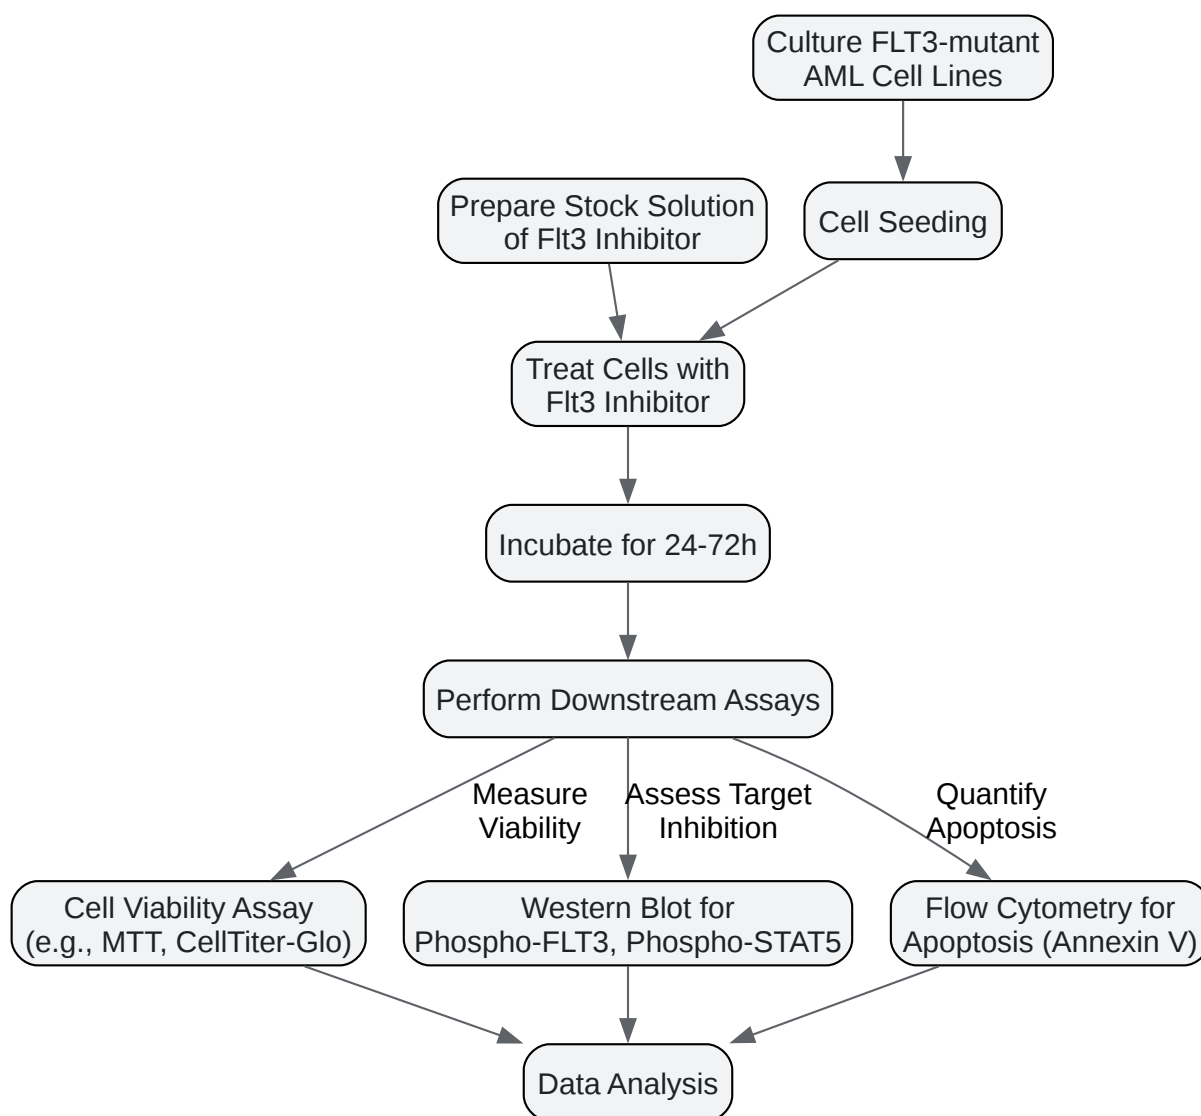 Culture FLT3-mutant
AML Cell Lines
Prepare Stock Solution
of Flt3 Inhibitor
Cell Seeding
Treat Cells with
Flt3 Inhibitor
Incubate for 24-72h
Perform Downstream Assays
Measure
Viability
Assess Target
Inhibition
Quantify
Apoptosis
Cell Viability Assay
(e.g., MTT, CellTiter-Glo)
Western Blot for
Phospho-FLT3, Phospho-STAT5
Flow Cytometry for
Apoptosis (Annexin V)
Data Analysis